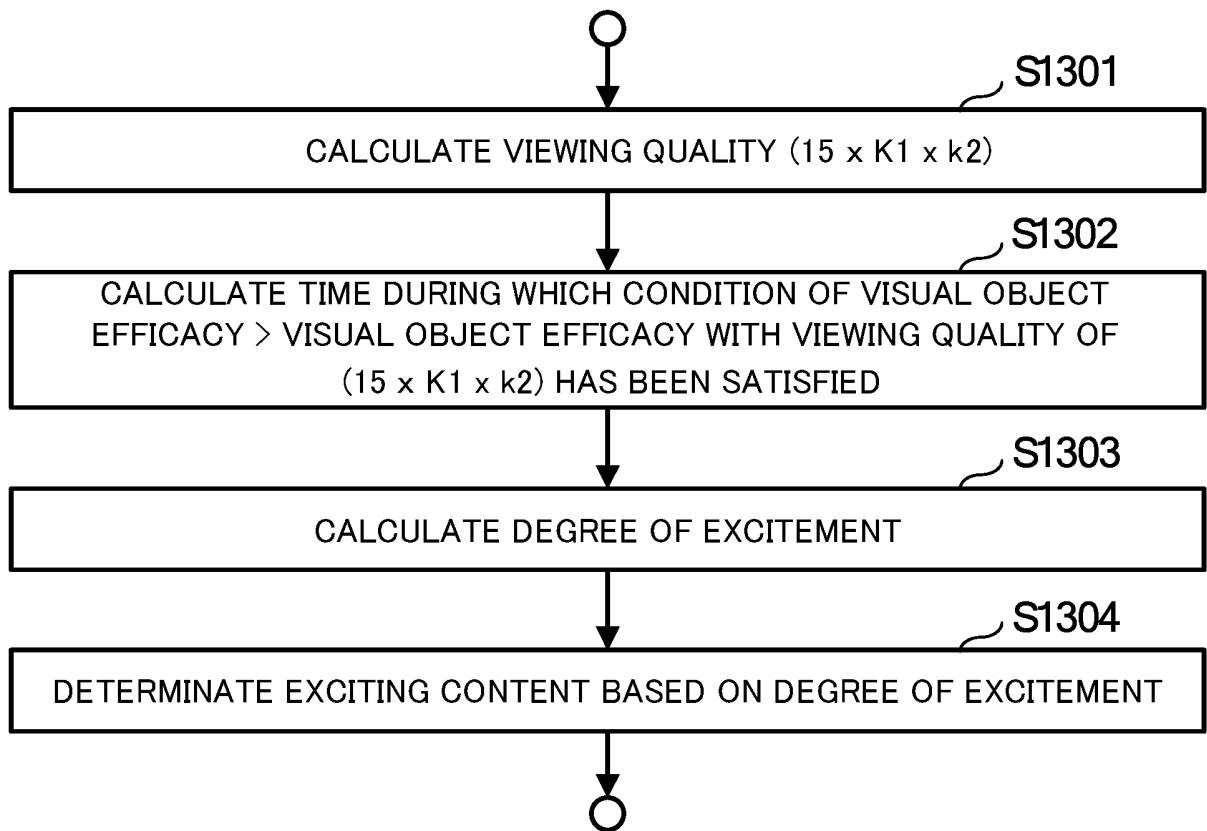 S1301
CALCULATE VIEWING QUALITY (15 x K1 x k2)
S1302
CALCULATE TIME DURING WHICH CONDITION OF VISUAL OBJECT
EFFICACY > VISUAL OBJECT EFFICACY WITH VIEWING QUALITY OF
(15 x K1 x k2) HAS BEEN SATISFIED
S1303
CALCULATE DEGREE OF EXCITEMENT
S1304
DETERMINATE EXCITING CONTENT BASED ON DEGREE OF EXCITEMENT